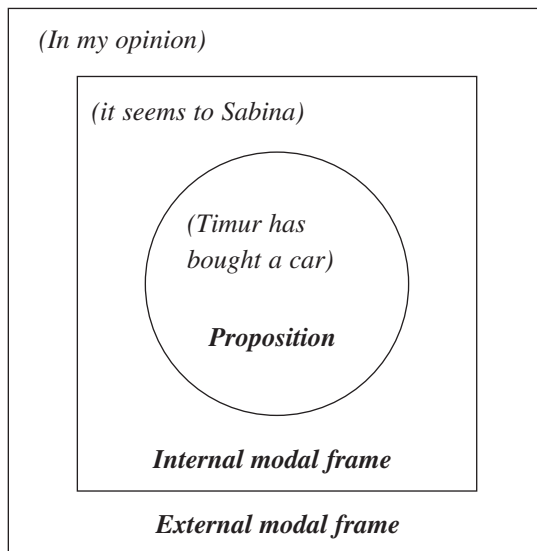 (In my opinion)
(it seems to Sabina)
(Timur has
bought a car)
Proposition
Internal modal frame
External modal frame